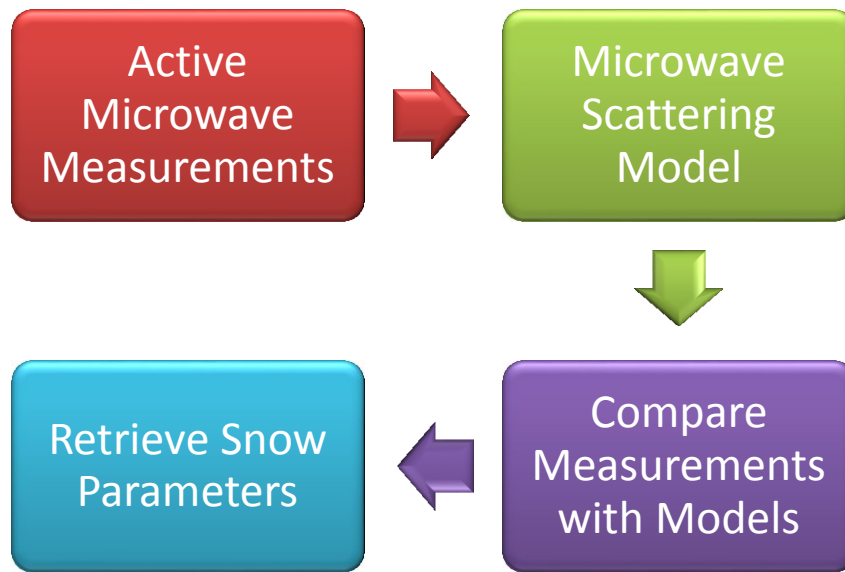 Active
Microwave
Measurements
Microwave
Scattering
Model
Compare
Measurements
with Models
Retrieve Snow
Parameters